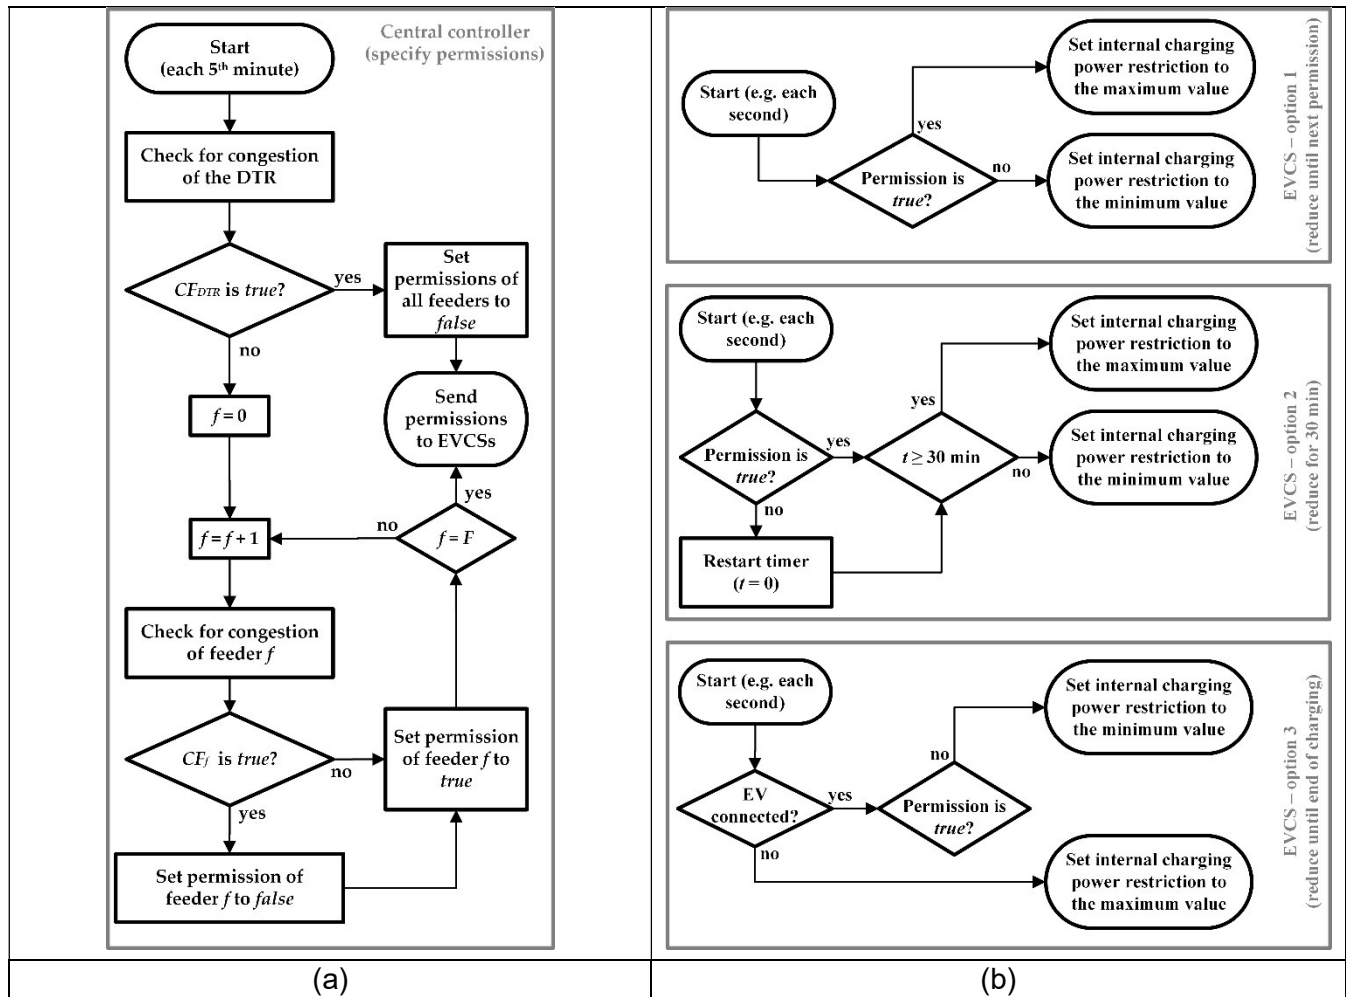 Central controller
(specify permissions)
Start
(each 5th minute)
Check for congestion
of the DTR
CFDTR is true?
yes
no
Set
permissions of
all feeders to
false
Send
permissions
to EVCSs
f = 0
f = f + 1
no
yes
f = F
Check for congestion
of feeder f
CFf is true?
no
yes
Set permission
of feeder f to
true
Set permission of
feeder f to false
(a)
EVCS – option 1
(reduce until next permission)
Start (e.g. each
second)
Permission is
true?
yes
no
Set internal charging
power restriction to
the maximum value
Set internal charging
power restriction to
the minimum value
EVCS – option 2
(reduce for 30 min)
Start (e.g. each
second)
Permission is
true?
yes
no
Restart timer
(t = 0)
t ≥ 30 min
yes
no
Set internal charging
power restriction to
the maximum value
Set internal charging
power restriction to
the minimum value
EVCS – option 3
(reduce until end of charging)
Start (e.g. each
second)
EV
connected?
yes
no
Permission is
true?
no
Set internal charging
power restriction to
the minimum value
Set internal charging
power restriction to
the maximum value
(b)